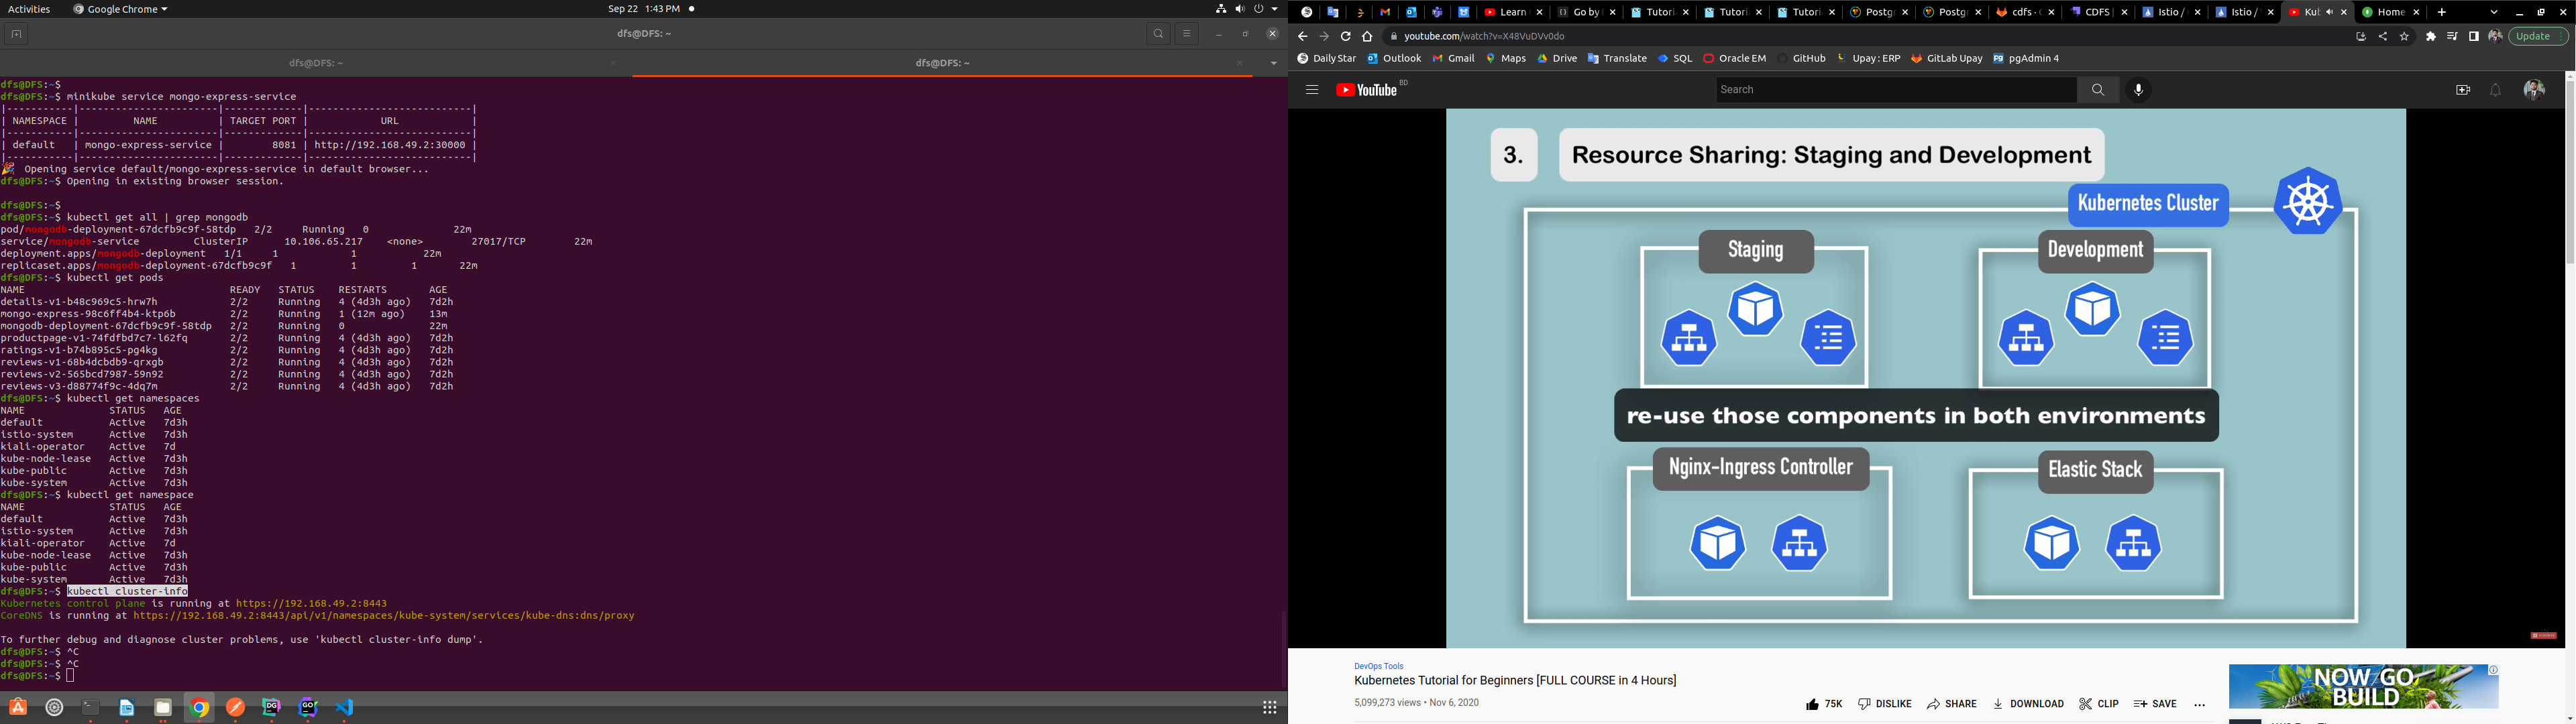 Activities
Google Chrome
Sep 22 1:43 PM
dfs@DFS: ~
dfs@DFS: ~
dfs@DFS: ~
dfs@DFS:~$
dfs@DFS:~$ minikube service mongo-express-service
|-----------|-----------------------|-------------|---------------------------|
| NAMESPACE | NAME | TARGET PORT | URL |
|-----------|-----------------------|-------------|---------------------------|
| default | mongo-express-service | 8081 | http://192.168.49.2:30000 |
|-----------|-----------------------|-------------|---------------------------|
🎉 Opening service default/mongo-express-service in default browser...
dfs@DFS:~$ Opening in existing browser session.
dfs@DFS:~$
dfs@DFS:~$ kubectl get all | grep mongodb
pod/mongodb-deployment-67dcfb9c9f-58tdp 2/2 Running 0 22m
service/mongodb-service ClusterIP 10.106.65.217 <none> 27017/TCP 22m
deployment.apps/mongodb-deployment 1/1 1 1 22m
replicaset.apps/mongodb-deployment-67dcfb9c9f 1 1 1 22m
dfs@DFS:~$ kubectl get pods
NAME READY STATUS RESTARTS AGE
details-v1-b48c969c5-hrw7h 2/2 Running 4 (4d3h ago) 7d2h
mongo-express-98c6ff4b4-ktp6b 2/2 Running 1 (12m ago) 13m
mongodb-deployment-67dcfb9c9f-58tdp 2/2 Running 0 22m
productpage-v1-74fdfbd7c7-l62fq 2/2 Running 4 (4d3h ago) 7d2h
ratings-v1-b74b895c5-pg4kg 2/2 Running 4 (4d3h ago) 7d2h
reviews-v1-68b4dcbdb9-qrxgb 2/2 Running 4 (4d3h ago) 7d2h
reviews-v2-565bcd7987-59n92 2/2 Running 4 (4d3h ago) 7d2h
reviews-v3-d88774f9c-4dq7m 2/2 Running 4 (4d3h ago) 7d2h
dfs@DFS:~$ kubectl get namespaces
NAME STATUS AGE
default Active 7d3h
istio-system Active 7d3h
kiali-operator Active 7d
kube-node-lease Active 7d3h
kube-public Active 7d3h
kube-system Active 7d3h
dfs@DFS:~$ kubectl get namespace
NAME STATUS AGE
default Active 7d3h
istio-system Active 7d3h
kiali-operator Active 7d
kube-node-lease Active 7d3h
kube-public Active 7d3h
kube-system Active 7d3h
dfs@DFS:~$ kubectl cluster-info
Kubernetes control plane is running at https://192.168.49.2:8443
CoreDNS is running at https://192.168.49.2:8443/api/v1/namespaces/kube-system/services/kube-dns:dns/proxy
To further debug and diagnose cluster problems, use 'kubectl cluster-info dump'.
dfs@DFS:~$ ^C
dfs@DFS:~$ ^C
dfs@DFS:~$
Learn
Go by
Tutoria
Tutoria
Tutoria
Postgr
Postgr
cdfs
CDFS
Istio /
Istio /
Kub
Home
youtube.com/watch?v=X48VuDVv0do
Update
Daily Star Outlook Gmail Maps Drive Translate SQL Oracle EM GitHub Upay : ERP GitLab Upay pgAdmin 4
YouTube BD
Search
3. Resource Sharing: Staging and Development
Kubernetes Cluster
Staging
Development
re-use those components in both environments
Nginx-Ingress Controller
Elastic Stack
DevOps Tools
Kubernetes Tutorial for Beginners [FULL COURSE in 4 Hours]
5,099,273 views • Nov 6, 2020
75K DISLIKE SHARE DOWNLOAD CLIP SAVE
NOW GO
BUILD